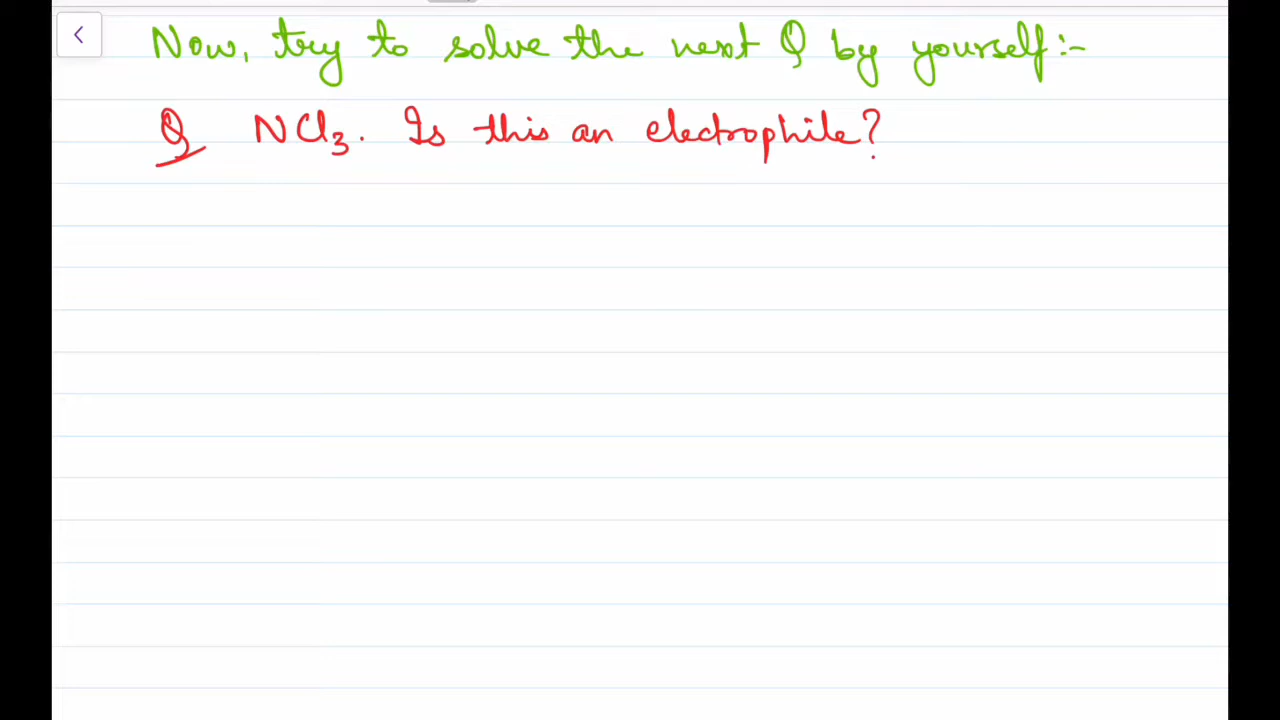 Now, try to solve the next Q by yourself:-
Q NCl₃. Is this an electrophile?